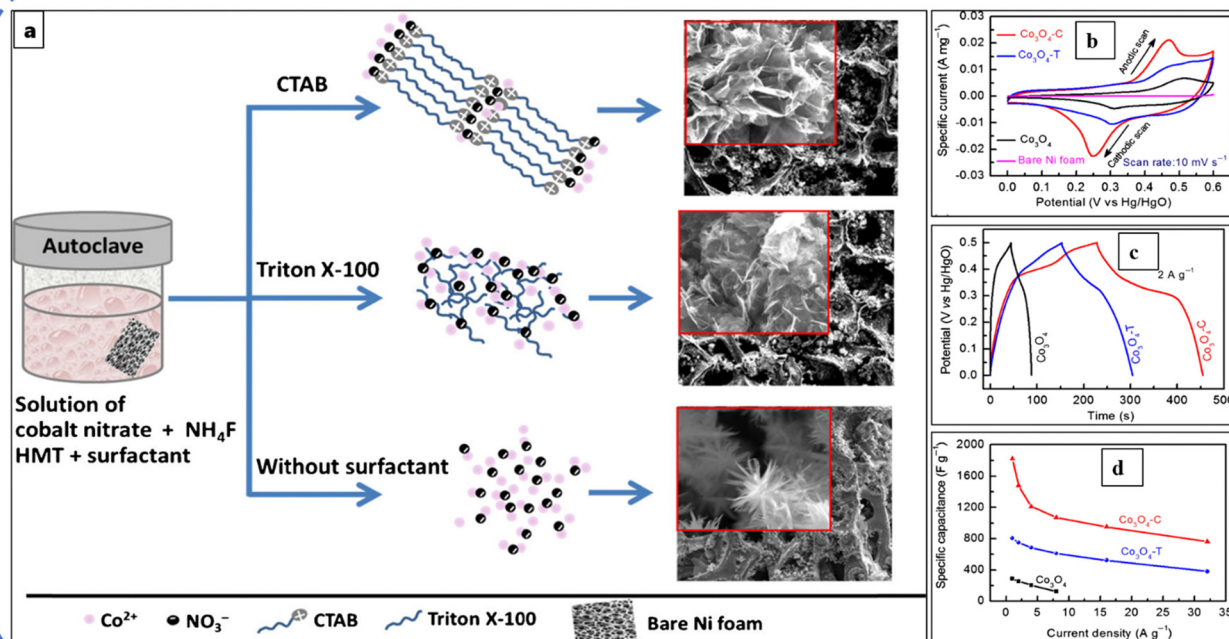 a
CTAB
Autoclave
Triton X-100
Solution of
cobalt nitrate + NH₄F
HMT + surfactant
Without surfactant
Co²⁺
NO₃⁻
CTAB
Triton X-100
Bare Ni foam
b
Specific current (A mg⁻¹)
0.03
0.02
0.01
0.00
-0.01
-0.02
-0.03
Co₃O₄-C
Co₃O₄-T
Anodic scan
Co₃O₄
Cathodic scan
Bare Ni foam
Scan rate:10 mV s⁻¹
0.0 0.1 0.2 0.3 0.4 0.5 0.6
Potential (V vs Hg/HgO)
c
2 A g⁻¹
Potential (V vs Hg/HgO)
0.5
0.4
0.3
0.2
0.1
0.0
Co₃O₄
Co₃O₄-T
Co₃O₄-C
0 100 200 300 400 500
Time (s)
d
Specific capacitance (F g⁻¹)
2000
1600
1200
800
400
0
Co₃O₄-C
Co₃O₄-T
Co₃O₄
0 5 10 15 20 25 30 35
Current density (A g⁻¹)